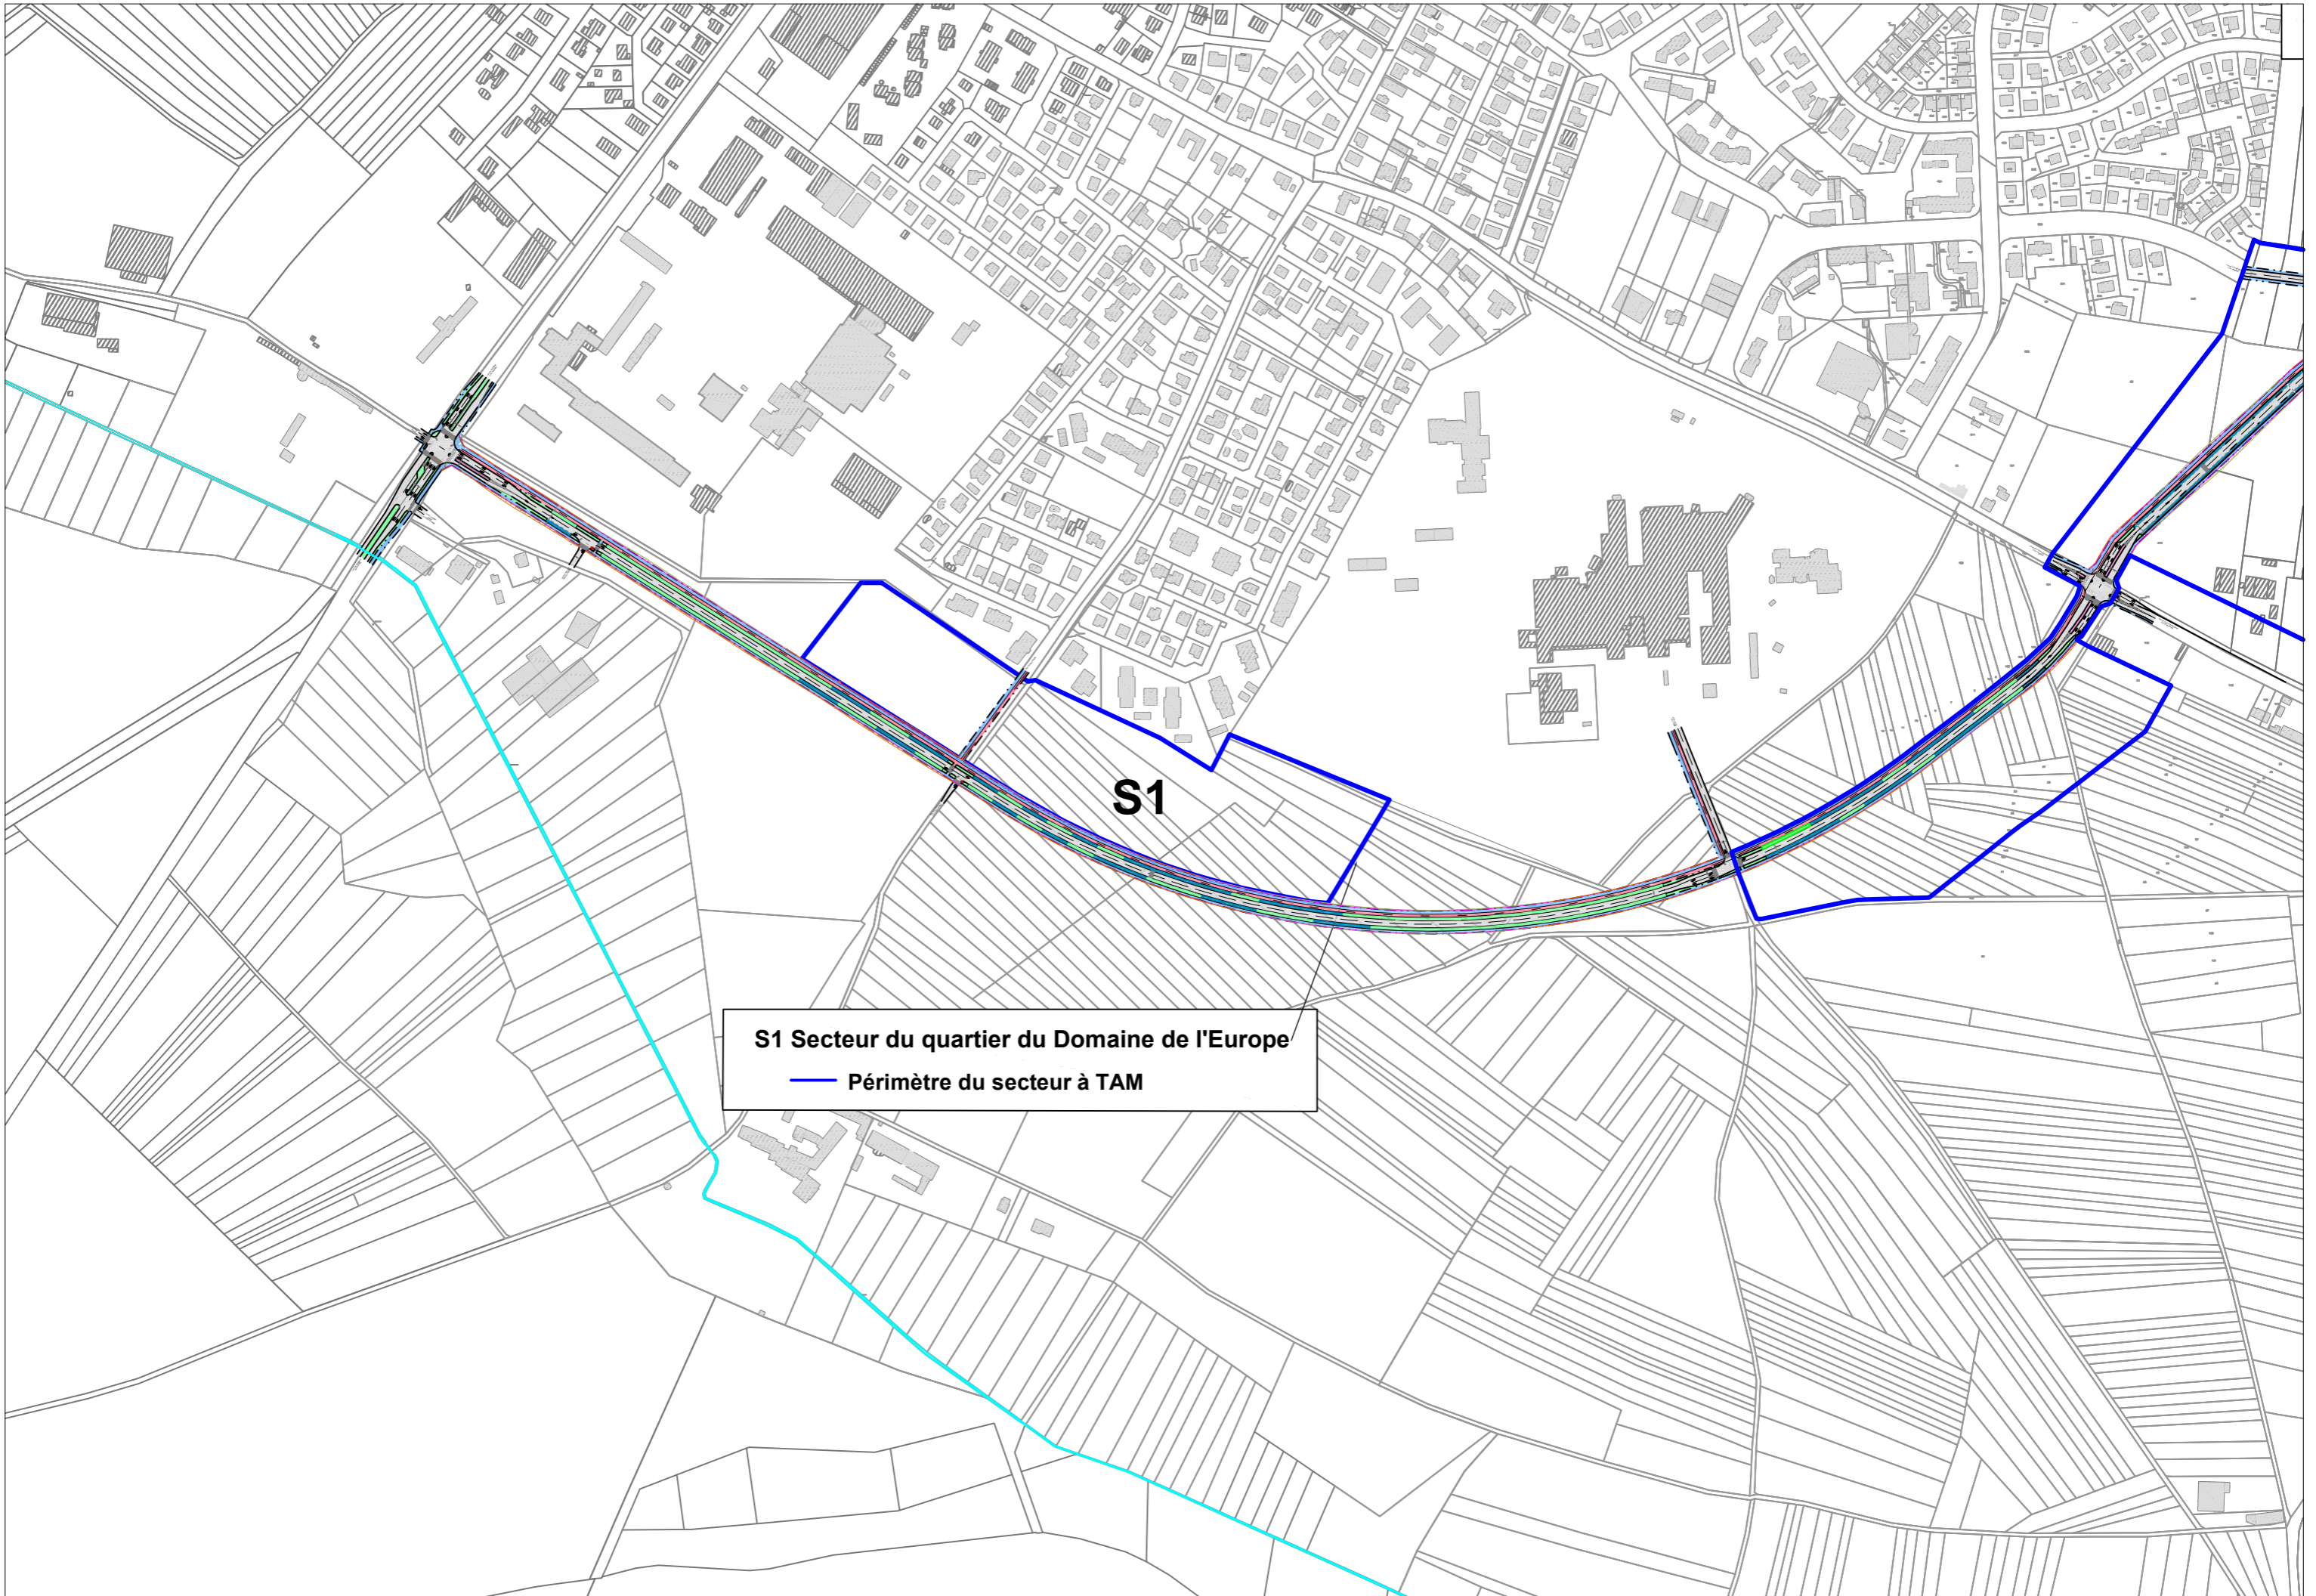 S1
S1 Secteur du quartier du Domaine de l'Europe
Périmètre du secteur à TAM